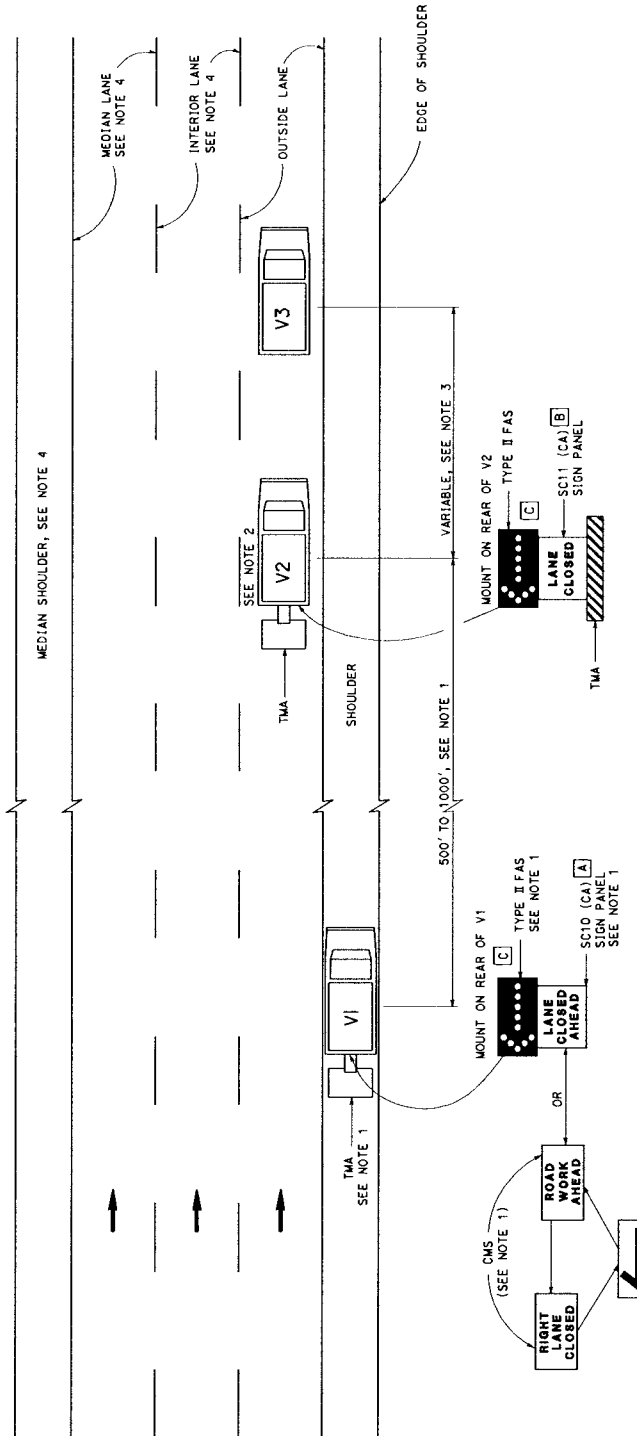 MEDIAN SHOULDER, SEE NOTE 4
MEDIAN LANE
SEE NOTE 4
INTERIOR LANE
SEE NOTE 4
OUTSIDE LANE
EDGE OF SHOULDER
SEE NOTE 2
V1
V2
V3
TMA
SEE NOTE 1
TMA
SHOULDER
500' TO 1000', SEE NOTE 1
VARIABLE, SEE NOTE 3
MOUNT ON REAR OF V1
C
TYPE II FAS
SEE NOTE 1
LANE
CLOSED
AHEAD
SC10 (CA) A
SIGN PANEL
SEE NOTE 1
OR
CMS
(SEE NOTE 1)
RIGHT
LANE
CLOSED
ROAD
WORK
AHEAD
MOUNT ON REAR OF V2
TYPE II FAS
C
LANE
CLOSED
SC11 (CA) B
SIGN PANEL
TMA